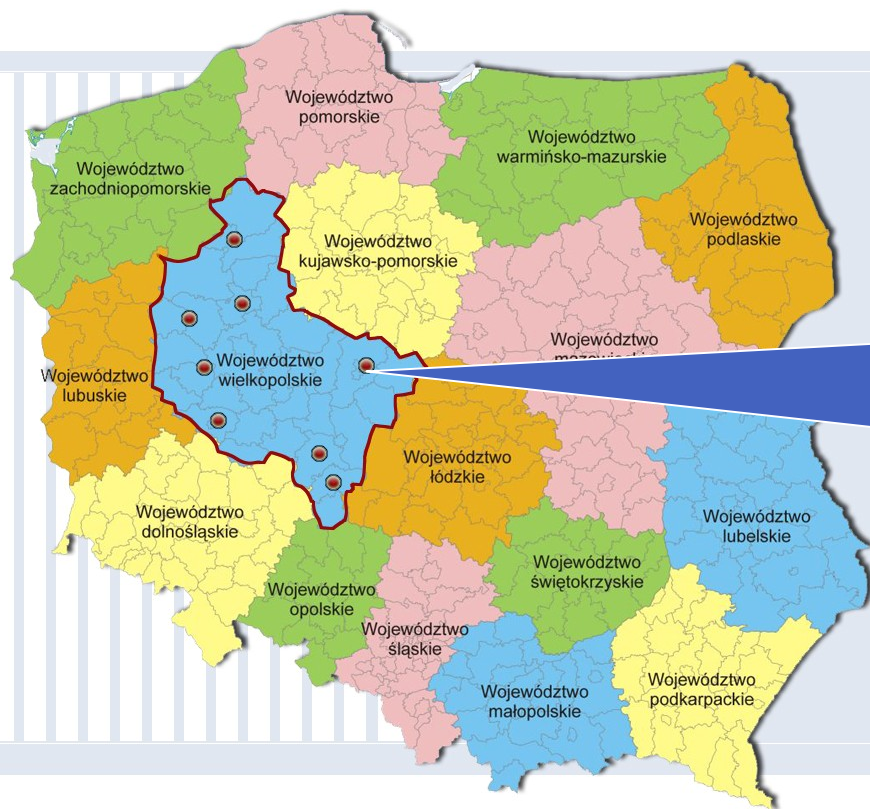 Województwo
pomorskie
Województwo
warmińsko-mazurskie
Województwo
zachodniopomorskie
Województwo
podlaskie
Województwo
kujawsko-pomorskie
Województwo
mazowieckie
Województwo
wielkopolskie
Województwo
lubuskie
Województwo
łódzkie
Województwo
dolnośląskie
Województwo
lubelskie
Województwo
świętokrzyskie
Województwo
opolskie
Województwo
śląskie
Województwo
podkarpackie
Województwo
małopolskie